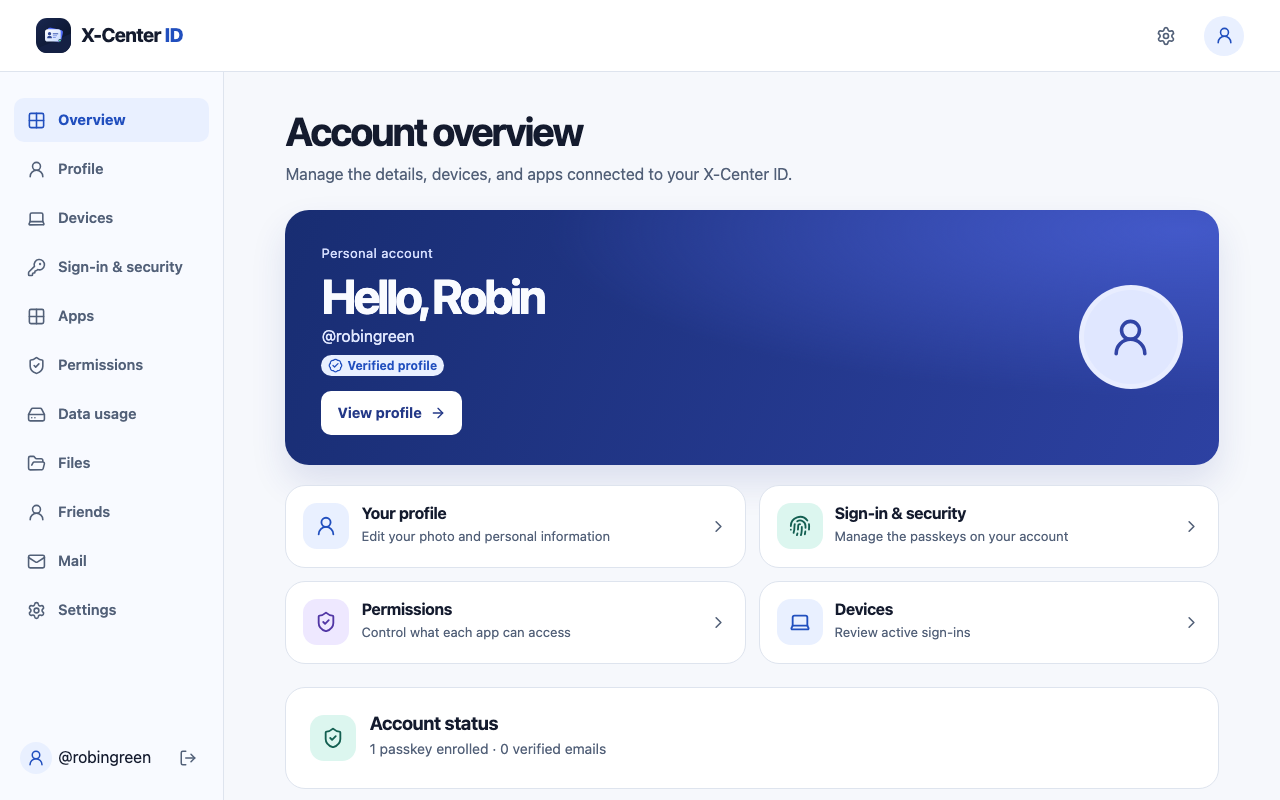 X-Center ID
Overview
Profile
Devices
Sign-in & security
Apps
Permissions
Data usage
Files
Friends
Mail
Settings
@robingreen
Account overview
Manage the details, devices, and apps connected to your X-Center ID.
Personal account
Hello, Robin
@robingreen
Verified profile
View profile
Your profile
Edit your photo and personal information
Sign-in & security
Manage the passkeys on your account
Permissions
Control what each app can access
Devices
Review active sign-ins
Account status
1 passkey enrolled · 0 verified emails